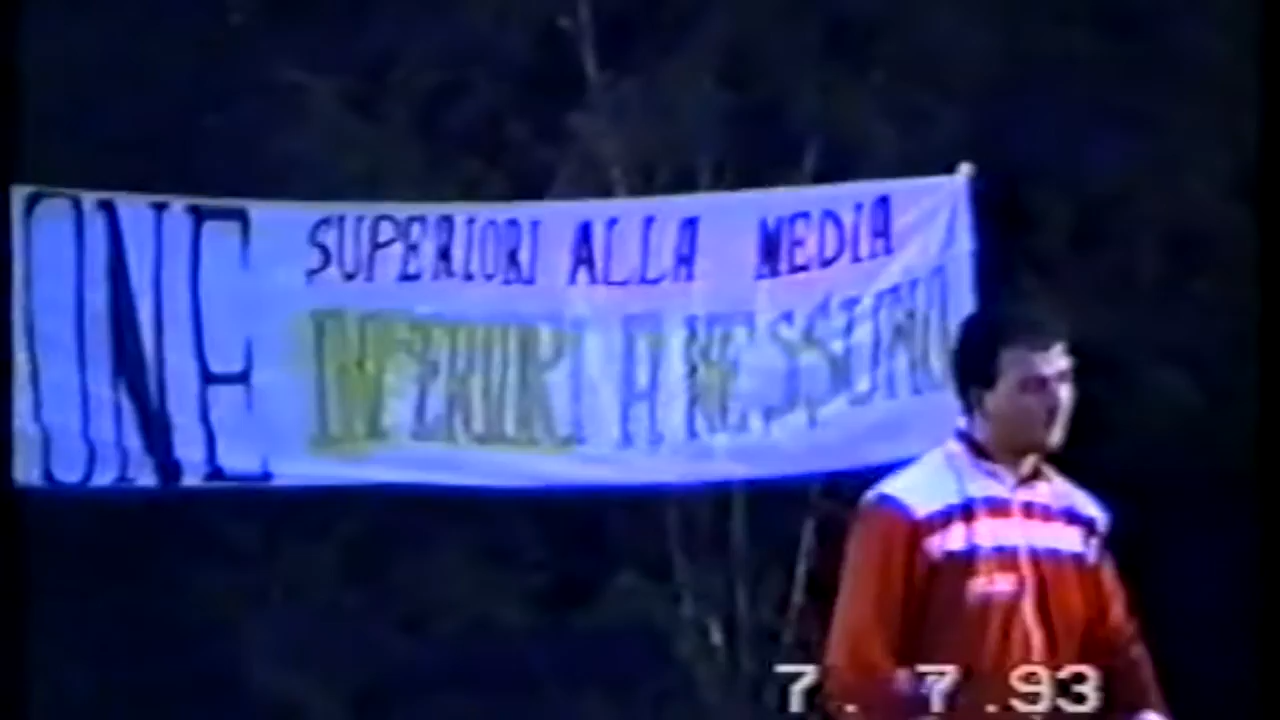 ONE
SUPERIORI ALLA MEDIA
INFERIORI A NESSUNO
7. 7.93